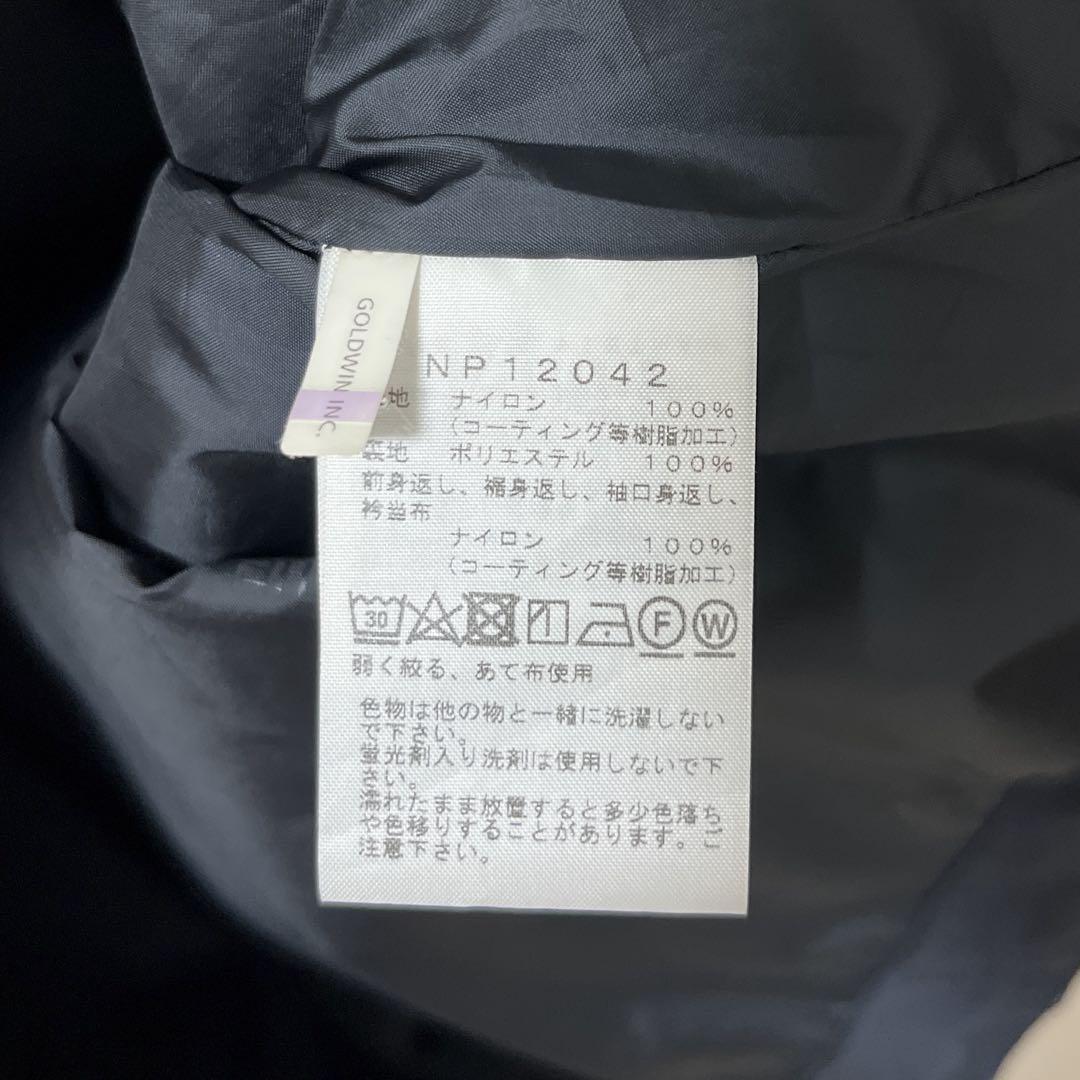 GOLDWIN INC.
NP12042
地 ナイロン 100%
(コーティング等樹脂加工)
裏地 ポリエステル 100%
前身返し、裾身返し、袖口身返し、
衿当布
ナイロン 100%
(コーティング等樹脂加工)
30 F W
弱く絞る、あて布使用
色物は他の物と一緒に洗濯しない
で下さい。
蛍光剤入り洗剤は使用しないで下
さい。
濡れたまま放置すると多少色落ち
や色移りすることがあります。ご
注意下さい。